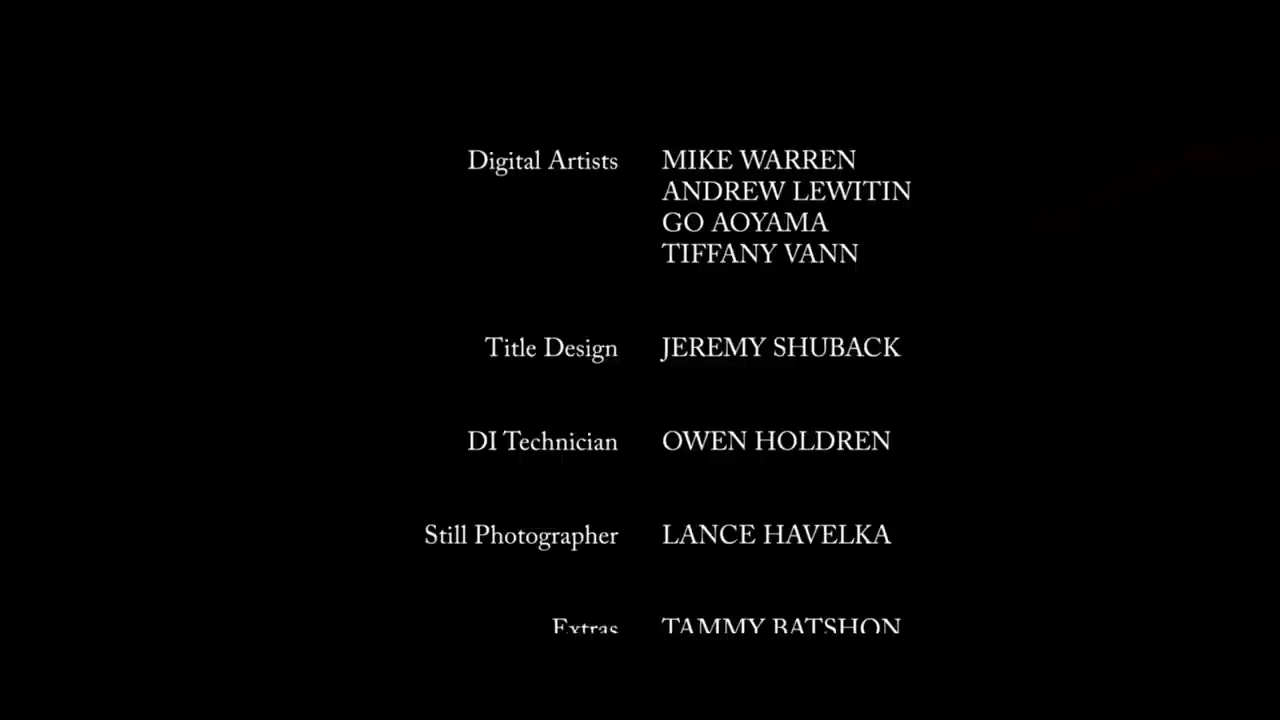 Digital Artists MIKE WARREN
ANDREW LEWITIN
GO AOYAMA
TIFFANY VANN
Title Design JEREMY SHUBACK
DI Technician OWEN HOLDREN
Still Photographer LANCE HAVELKA
Extras TAMMY BATSHON